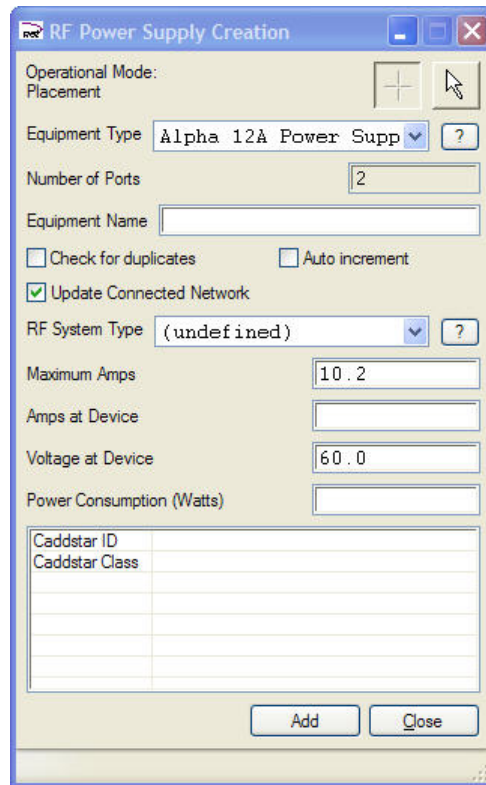 RF Power Supply Creation
Operational Mode:
Placement
Equipment Type Alpha 12A Power Supp ?
Number of Ports 2
Equipment Name
Check for duplicates Auto increment
Update Connected Network
RF System Type (undefined) ?
Maximum Amps 10.2
Amps at Device
Voltage at Device 60.0
Power Consumption (Watts)
Caddstar ID
Caddstar Class
Add Close